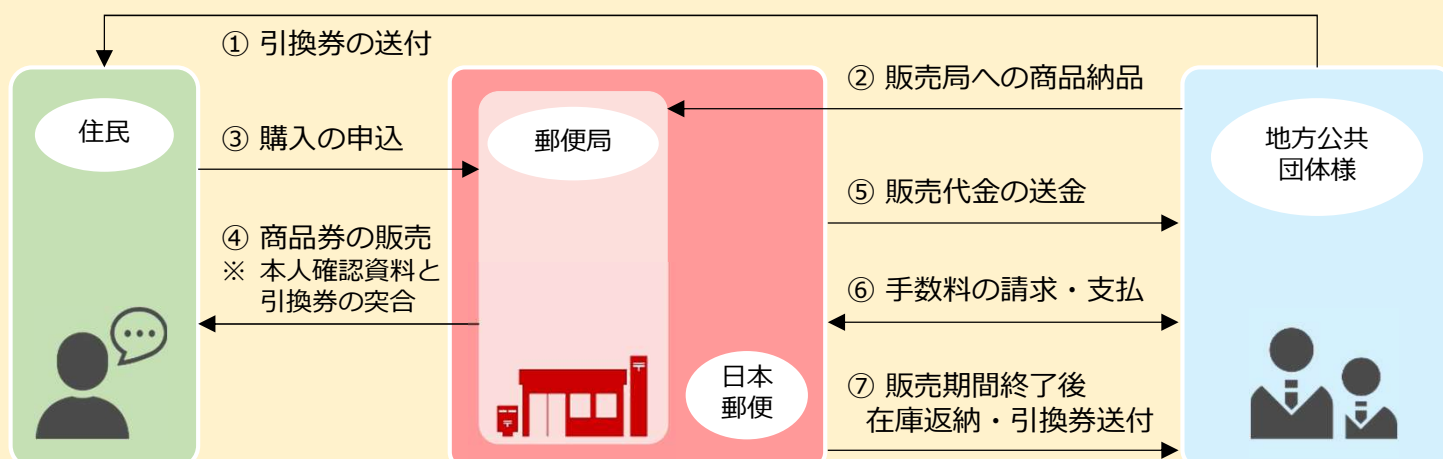 ① 引換券の送付
② 販売局への商品納品
住民
郵便局
地方公共
団体様
③ 購入の申込
⑤ 販売代金の送金
④ 商品券の販売
※ 本人確認資料と
引換券の突合
⑥ 手数料の請求・支払
日本
郵便
⑦ 販売期間終了後
在庫返納・引換券送付
〒
〒